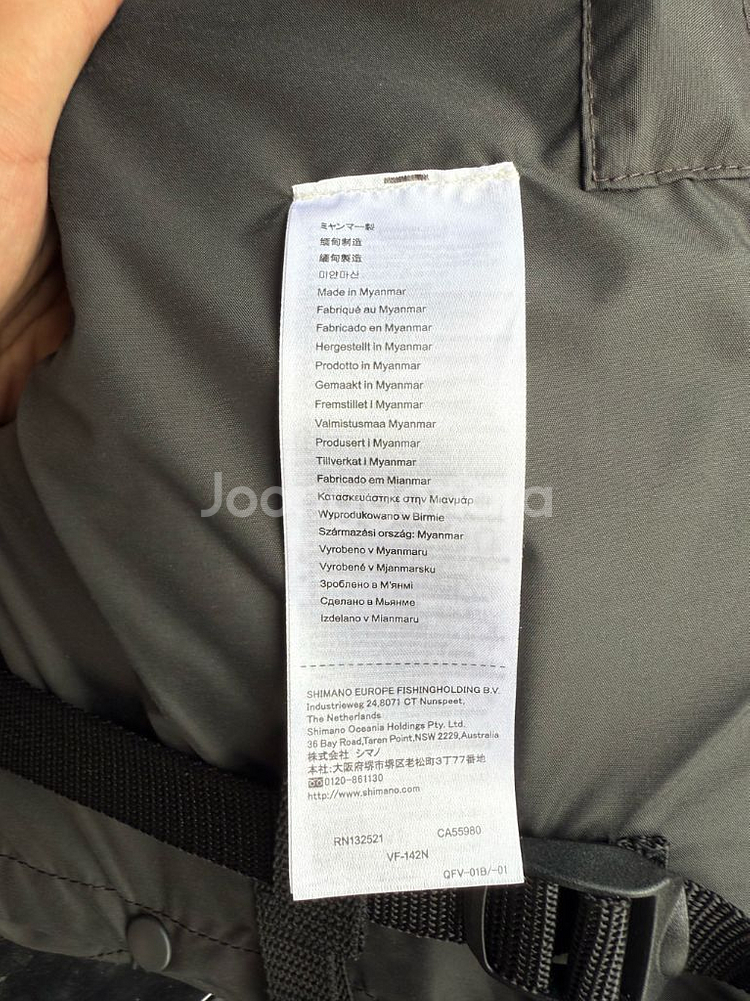 ミャンマー製
缅甸制造
緬甸製造
미얀마산
Made in Myanmar
Fabriqué au Myanmar
Fabricado en Myanmar
Hergestellt in Myanmar
Prodotto in Myanmar
Gemaakt in Myanmar
Fremstillet i Myanmar
Valmistusmaa Myanmar
Produsert i Myanmar
Tillverkat i Myanmar
Fabricado em Mianmar
Κατασκευάστηκε στην Μιανμάρ
Wyprodukowano w Birmie
Származási ország: Myanmar
Vyrobeno v Myanmaru
Vyrobené v Mjanmarsku
Зроблено в М'янмі
Сделано в Мьянме
Izdelano v Mianmaru
SHIMANO EUROPE FISHINGHOLDING B.V.
Industrieweg 24,8071 CT Nunspeet,
The Netherlands
Shimano Oceania Holdings Pty. Ltd.
36 Bay Road,Taren Point,NSW 2229,Australia
株式会社 シマノ
本社:大阪府堺市堺区老松町3丁77番地
0120-861130
http://www.shimano.com
RN132521 CA55980
VF-142N
QFV-01B/-01